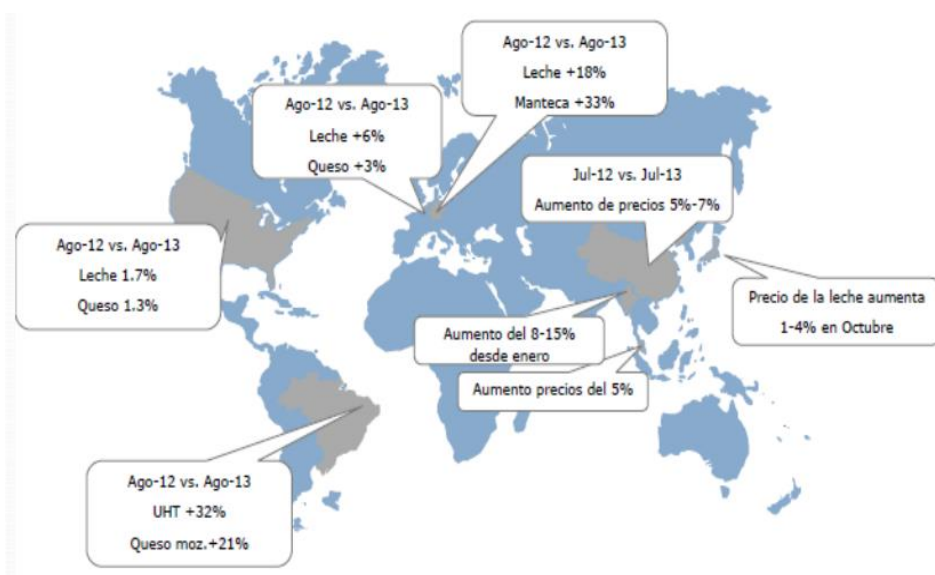 Ago-12 vs. Ago-13
Leche +18%
Manteca +33%
Ago-12 vs. Ago-13
Leche +6%
Queso +3%
Jul-12 vs. Jul-13
Aumento de precios 5%-7%
Ago-12 vs. Ago-13
Leche 1.7%
Queso 1.3%
Precio de la leche aumenta
1-4% en Octubre
Aumento del 8-15%
desde enero
Aumento precios del 5%
Ago-12 vs. Ago-13
UHT +32%
Queso moz.+21%